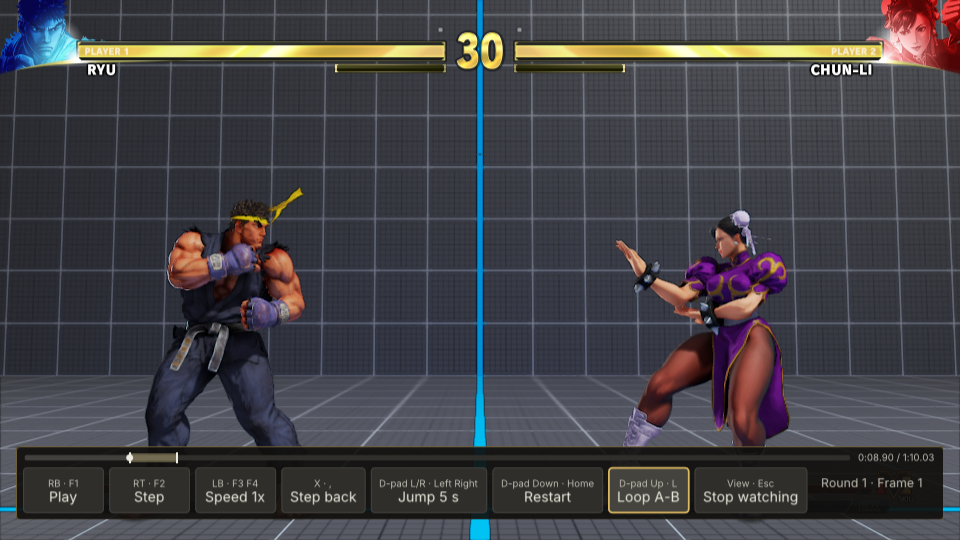 PLAYER 1
30
PLAYER 2
RYU
CHUN-LI
0:08.90 / 1:10.03
RB · F1
Play
RT · F2
Step
LB · F3 F4
Speed 1x
X · ,
Step back
D-pad L/R · Left Right
Jump 5 s
D-pad Down · Home
Restart
D-pad Up · L
Loop A-B
View · Esc
Stop watching
Round 1 · Frame 1